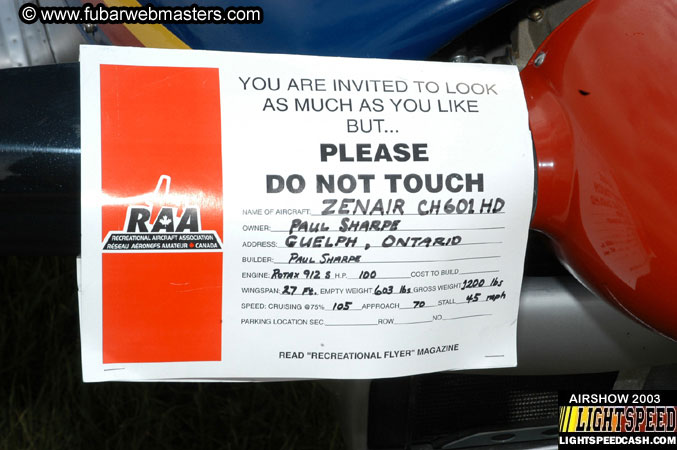 © www.fubarwebmasters.com
YOU ARE INVITED TO LOOK
AS MUCH AS YOU LIKE
BUT...
PLEASE
DO NOT TOUCH
NAME OF AIRCRAFT: ZENAIR CH601HD
OWNER: PAUL SHARPE
ADDRESS: GUELPH, ONTARIO
BUILDER: PAUL SHARPE
ENGINE: ROTAX 912 S H.P. 100 COST TO BUILD
WINGSPAN: 27 Ft. EMPTY WEIGHT 603 lbs GROSS WEIGHT 1200 lbs
SPEED: CRUISING @75% 105 APPROACH 70 STALL 45 mph
PARKING LOCATION SEC. ROW NO.
READ "RECREATIONAL FLYER" MAGAZINE
RAA
RECREATIONAL AIRCRAFT ASSOCIATION
RÉSEAU AÉRONEFS AMATEUR CANADA
AIRSHOW 2003
LIGHTSPEED
LIGHTSPEEDCASH.COM